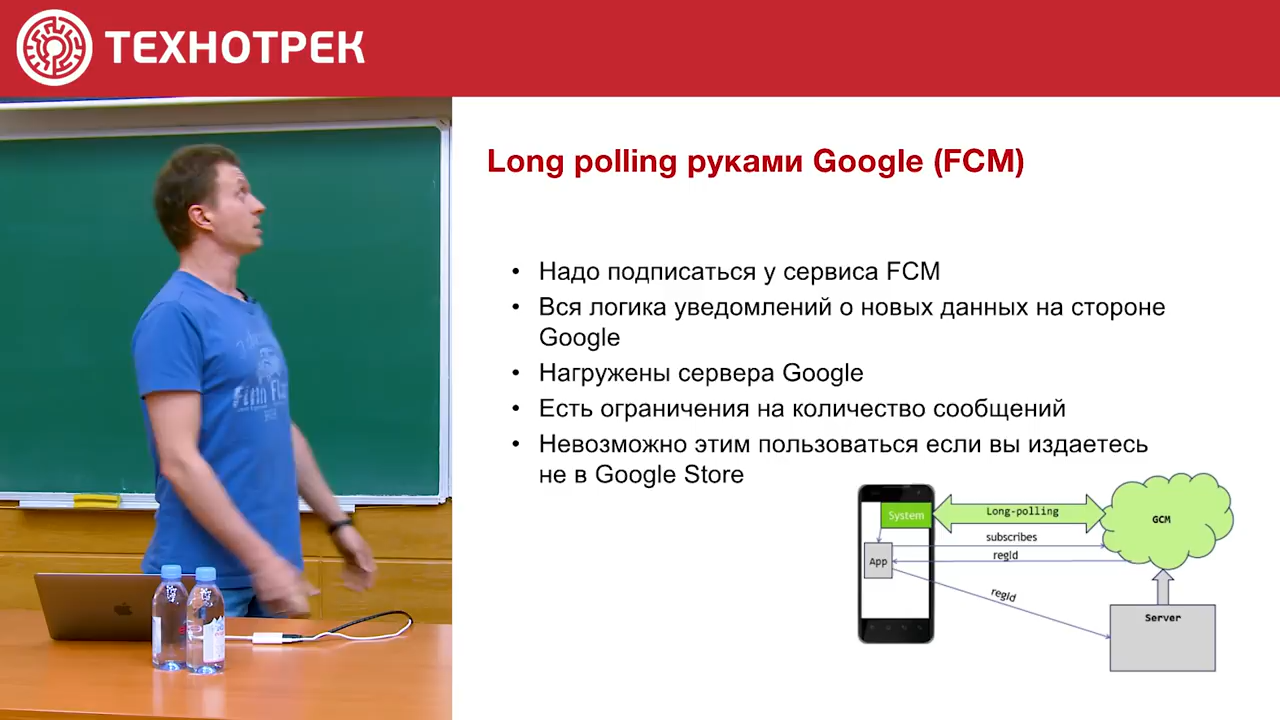 ТЕХНОТРЕК
Long polling руками Google (FCM)
• Надо подписаться у сервиса FCM
• Вся логика уведомлений о новых данных на стороне
Google
• Нагружены сервера Google
• Есть ограничения на количество сообщений
• Невозможно этим пользоваться если вы издаетесь
не в Google Store
System
Long-polling
GCM
subscribes
regId
App
regId
Server